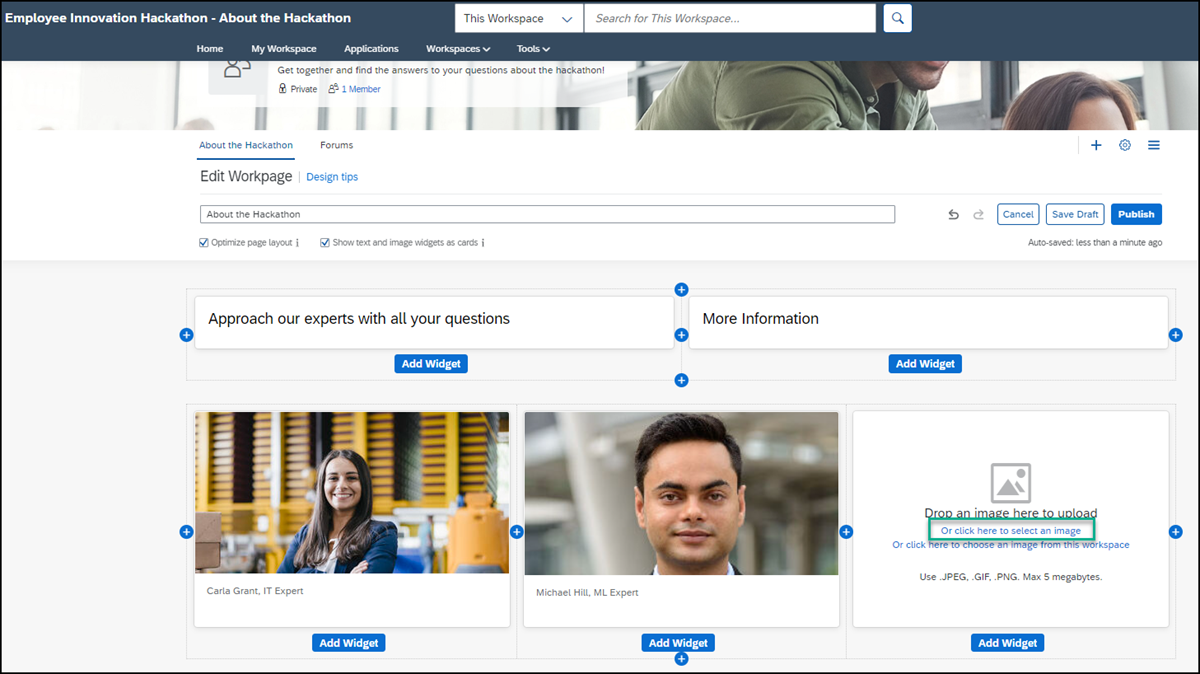 Employee Innovation Hackathon - About the Hackathon
This Workspace
Search for This Workspace...
Home My Workspace Applications Workspaces Tools
Get together and find the answers to your questions about the hackathon!
Private 1 Member
About the Hackathon Forums
Edit Workpage Design tips
About the Hackathon
Cancel Save Draft Publish
Optimize page layout i Show text and image widgets as cards i
Auto-saved: less than a minute ago
Approach our experts with all your questions
More Information
Add Widget Add Widget
Drop an image here to upload
Or click here to select an image
Or click here to choose an image from this workspace
Use .JPEG, .GIF, .PNG. Max 5 megabytes.
Carla Grant, IT Expert
Michael Hill, ML Expert
Add Widget Add Widget Add Widget